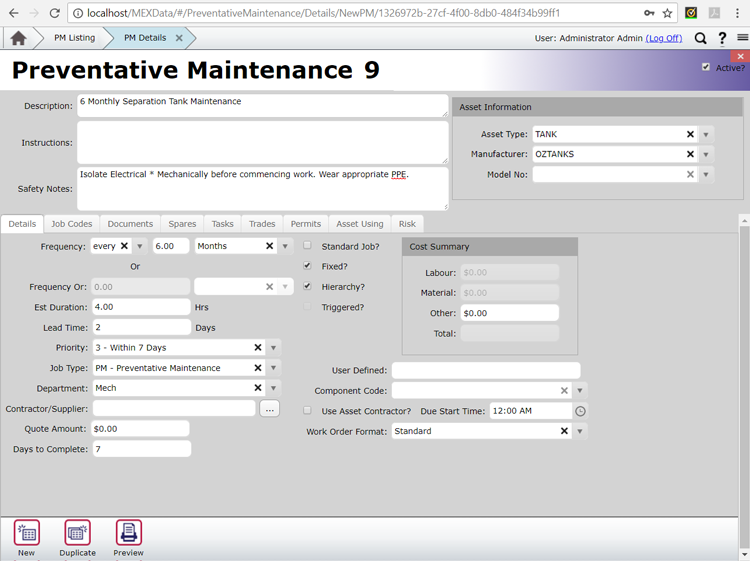 localhost/MEXData/#/PreventativeMaintenance/Details/NewPM/1326972b-27cf-4f00-8db0-484f34b99ff1
PM Listing PM Details User: Administrator Admin (Log Off)
Preventative Maintenance 9
Active?
Description: 6 Monthly Separation Tank Maintenance
Instructions:
Safety Notes: Isolate Electrical * Mechanically before commencing work. Wear appropriate PPE.
Asset Information
Asset Type: TANK
Manufacturer: OZTANKS
Model No:
Details Job Codes Documents Spares Tasks Trades Permits Asset Using Risk
Frequency: every 6.00 Months
Or
Frequency Or: 0.00
Est Duration: 4.00 Hrs
Lead Time: 2 Days
Priority: 3 - Within 7 Days
Job Type: PM - Preventative Maintenance
Department: Mech
Contractor/Supplier: ...
Quote Amount: $0.00
Days to Complete: 7
Standard Job?
Fixed?
Hierarchy?
Triggered?
Cost Summary
Labour: $0.00
Material: $0.00
Other: $0.00
Total:
User Defined:
Component Code:
Use Asset Contractor? Due Start Time: 12:00 AM
Work Order Format: Standard
New Duplicate Preview